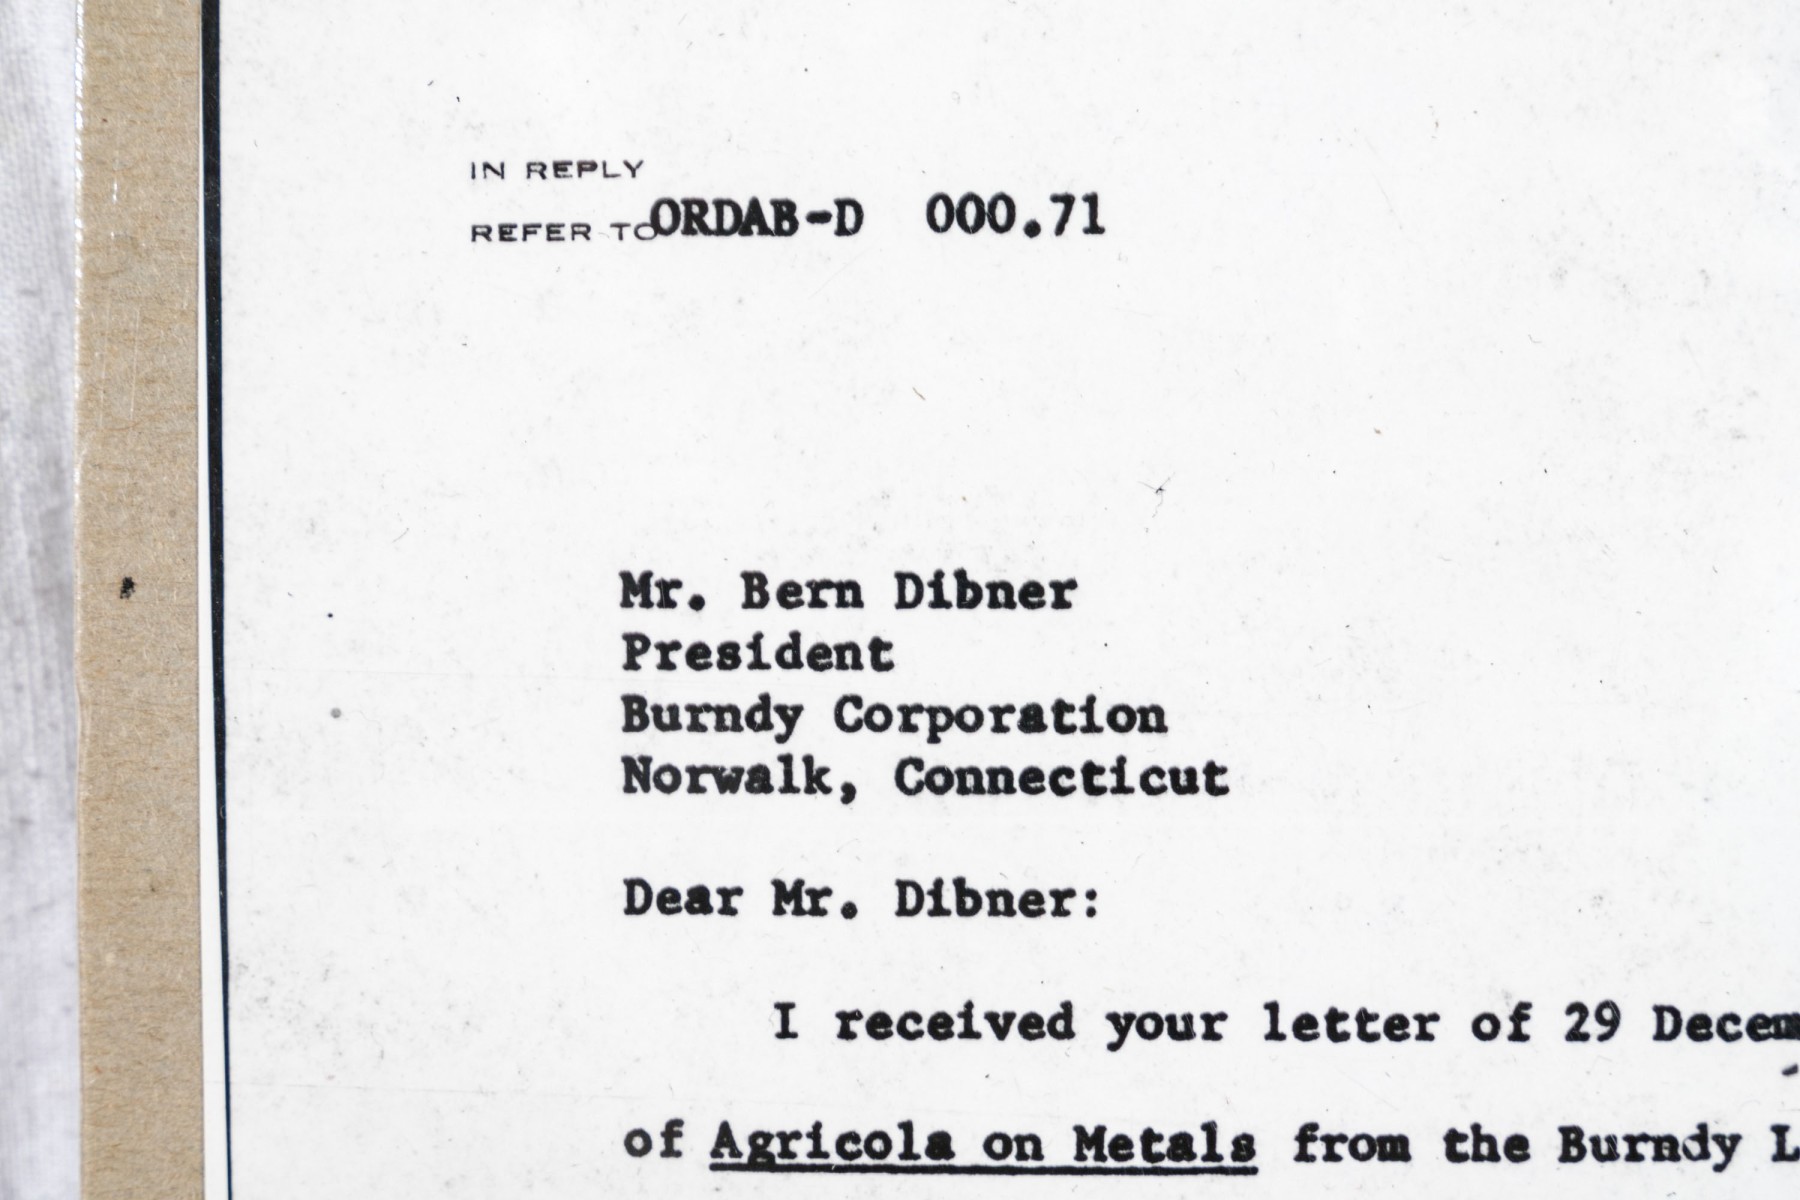 IN REPLY
REFER TO ORDAB-D 000.71
Mr. Bern Dibner
President
Burndy Corporation
Norwalk, Connecticut
Dear Mr. Dibner:
I received your letter of 29 Decem
of Agricola on Metals from the Burndy L